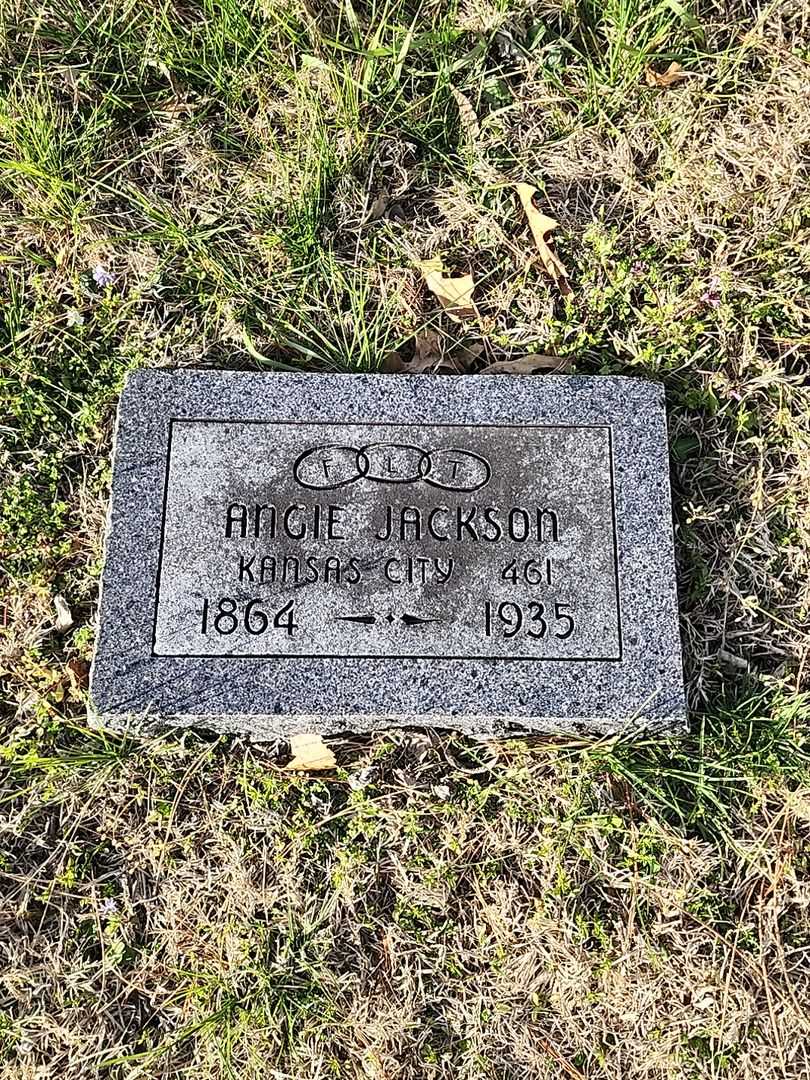 F L T
ANGIE JACKSON
KANSAS CITY 461
1864 1935